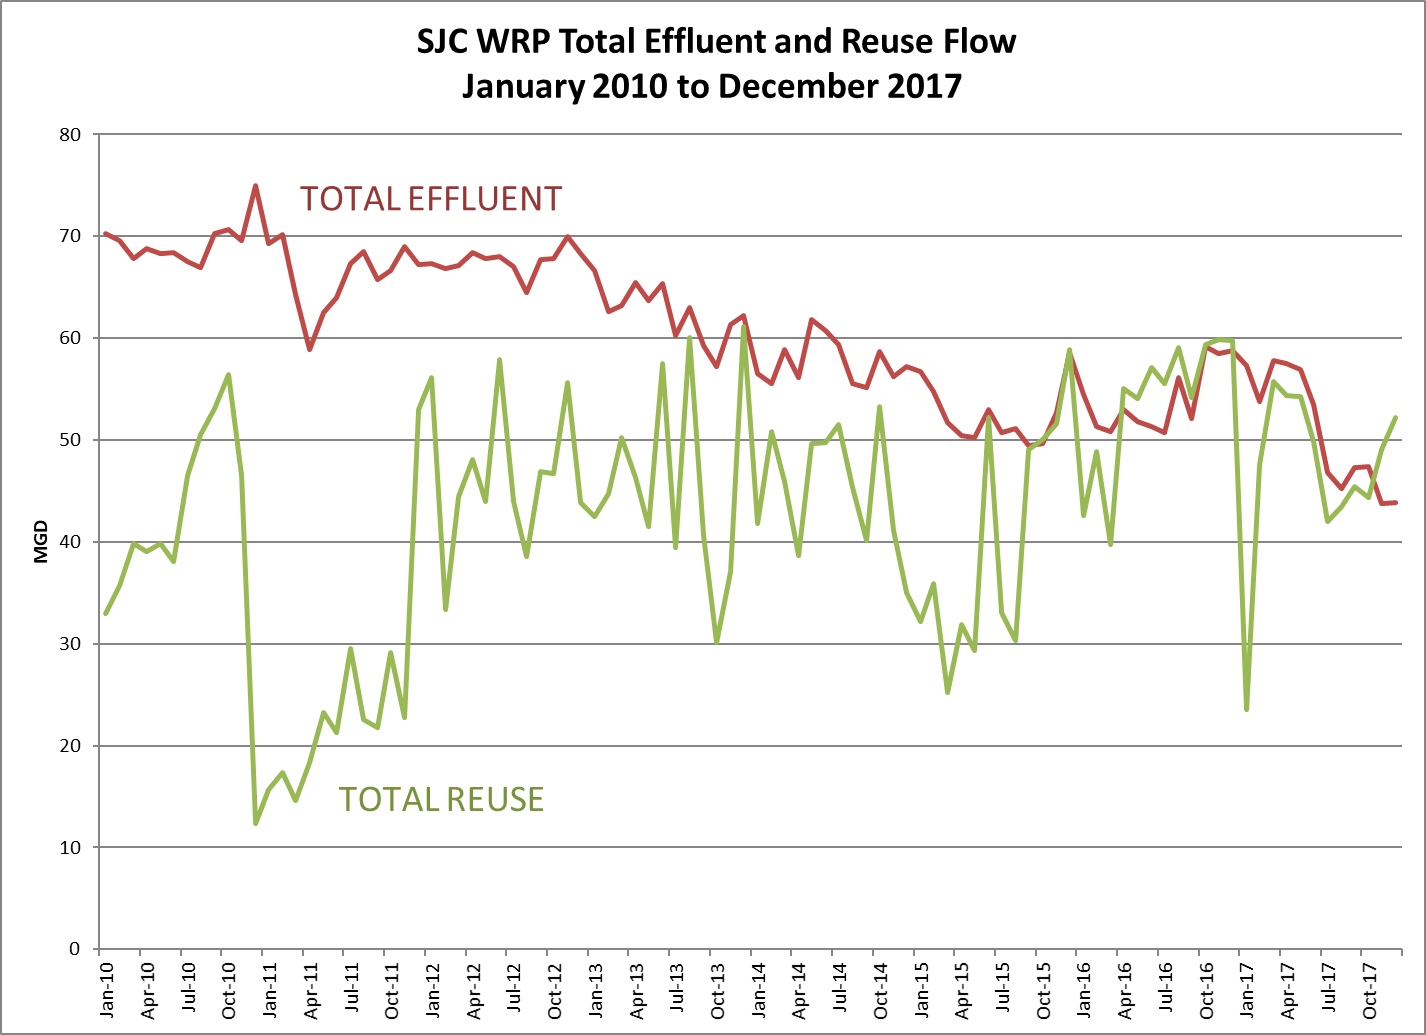 SJC WRP Total Effluent and Reuse Flow
January 2010 to December 2017
80
TOTAL EFFLUENT
70
60
50
MGD
40
30
20
TOTAL REUSE
10
0
Jan-10
Apr-10
Jul-10
Oct-10
Jan-11
Apr-11
Jul-11
Oct-11
Jan-12
Apr-12
Jul-12
Oct-12
Jan-13
Apr-13
Jul-13
Oct-13
Jan-14
Apr-14
Jul-14
Oct-14
Jan-15
Apr-15
Jul-15
Oct-15
Jan-16
Apr-16
Jul-16
Oct-16
Jan-17
Apr-17
Jul-17
Oct-17